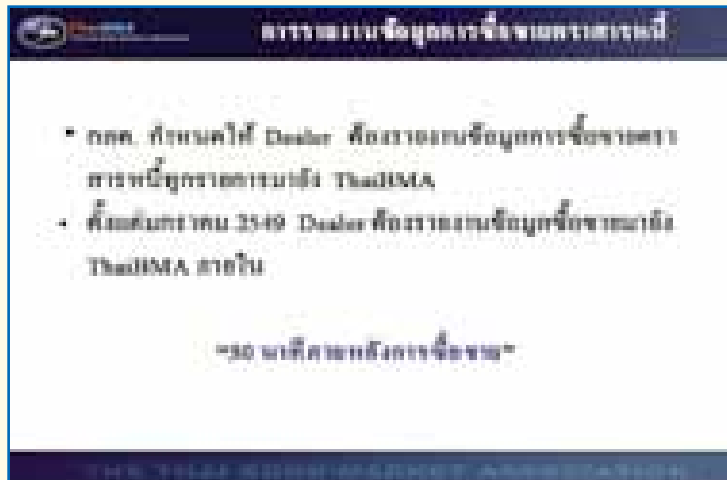 ThaiBMA
การรายงานข้อมูลการซื้อขายตราสารหนี้
• กลต. กำหนดให้ Dealer ต้องรายงานข้อมูลการซื้อขายตรา
สารหนี้ทุกรายการมายัง ThaiBMA
• ตั้งแต่มกราคม 2549 Dealer ต้องรายงานข้อมูลซื้อขายมายัง
ThaiBMA ภายใน
"30 นาทีภายหลังการซื้อขาย"
THE THAI BOND MARKET ASSOCIATION